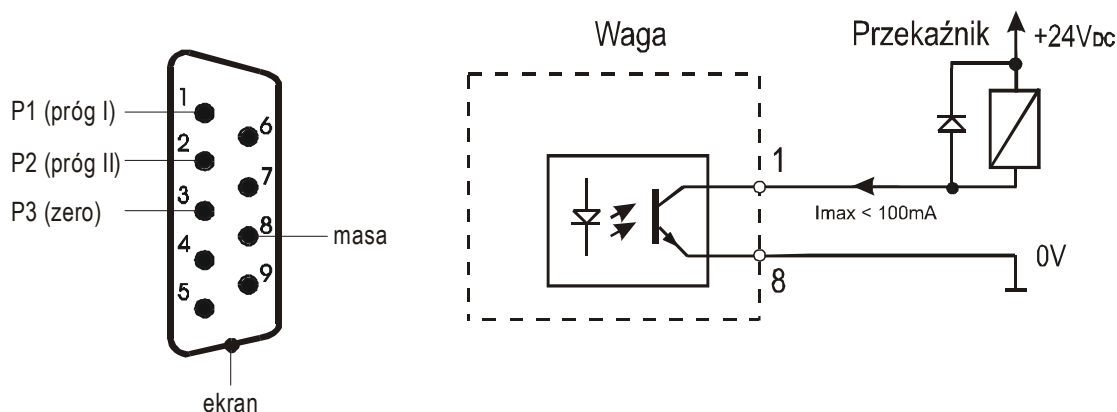 P1 (próg I)
P2 (próg II)
P3 (zero)
1
2
3
4
5
6
7
8
9
masa
ekran
Waga
Przekaźnik
+24VDC
1
Imax < 100mA
0V
8